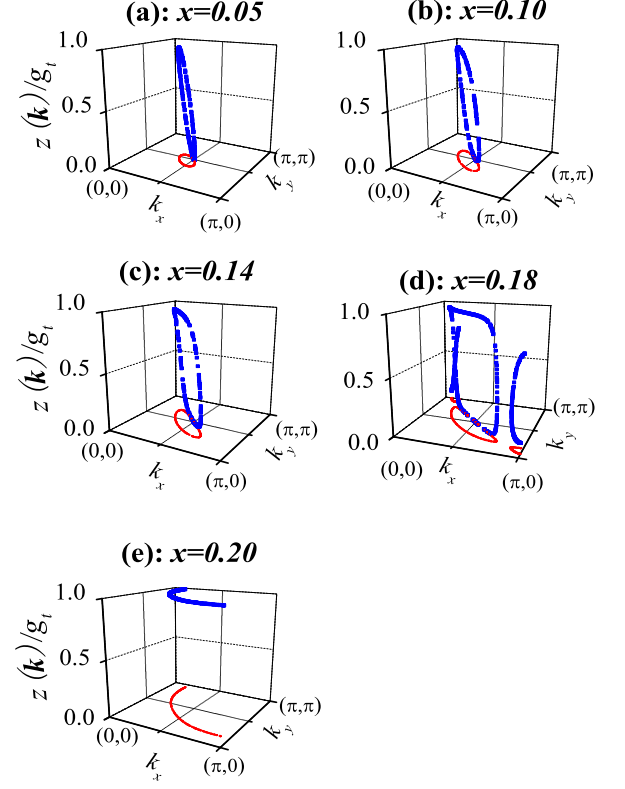 (a): x=0.05
(b): x=0.10
1.0
0.5
0.0
z (k)/g_t
(0,0)
k_x
(π,0)
k_y
(π,π)
1.0
0.5
0.0
(0,0)
k_x
(π,0)
k_y
(π,π)
(c): x=0.14
(d): x=0.18
1.0
0.5
0.0
z (k)/g_t
(0,0)
k_x
(π,0)
k_y
(π,π)
1.0
0.5
0.0
(0,0)
k_x
(π,0)
k_y
(π,π)
(e): x=0.20
1.0
0.5
0.0
z (k)/g_t
(0,0)
k_x
(π,0)
k_y
(π,π)